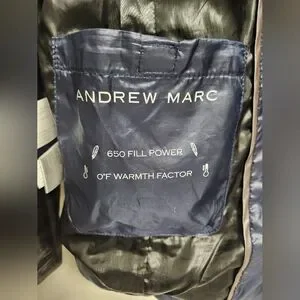 ANDREW MARC
650 FILL POWER
0°F WARMTH FACTOR